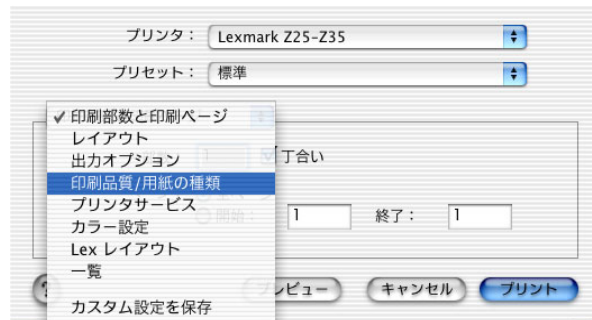 プリンタ： Lexmark Z25-Z35
プリセット： 標準
✓ 印刷部数と印刷ページ
レイアウト
出力オプション 1 丁合い
印刷品質/用紙の種類
プリンタサービス
開始： 1 終了： 1
カラー設定
Lex レイアウト
一覧
? プレビュー キャンセル プリント
カスタム設定を保存